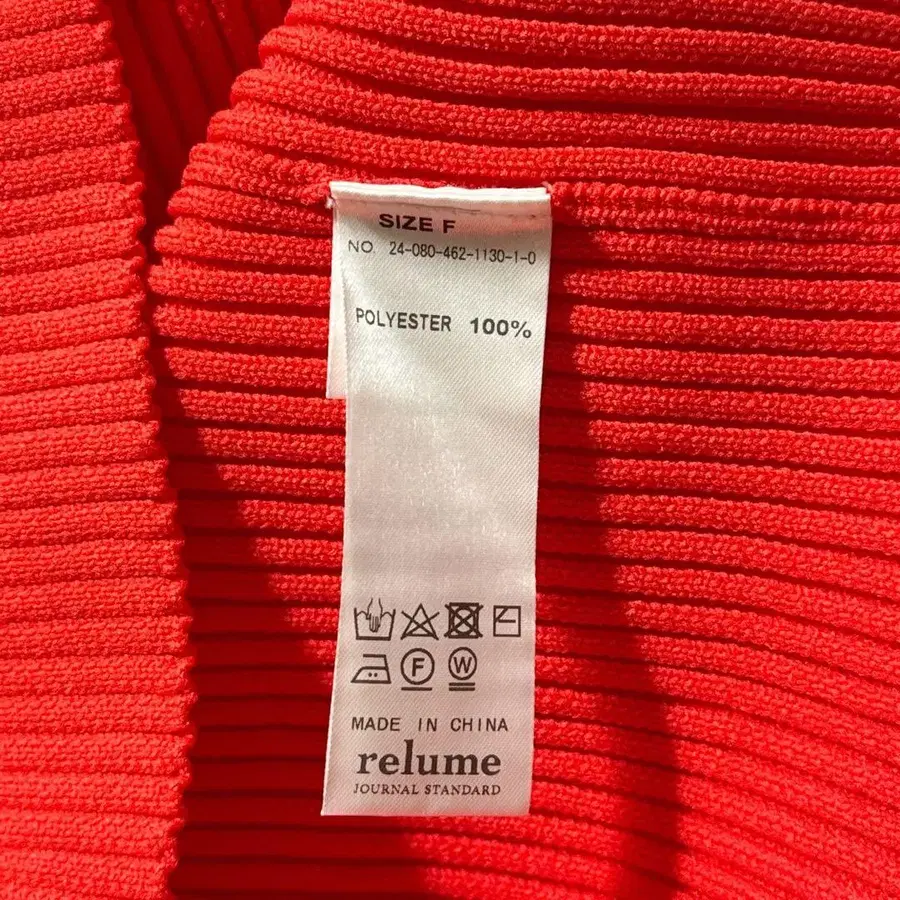 SIZE F
NO. 24-080-462-1130-1-0
POLYESTER 100%
F W
MADE IN CHINA
relume
JOURNAL STANDARD